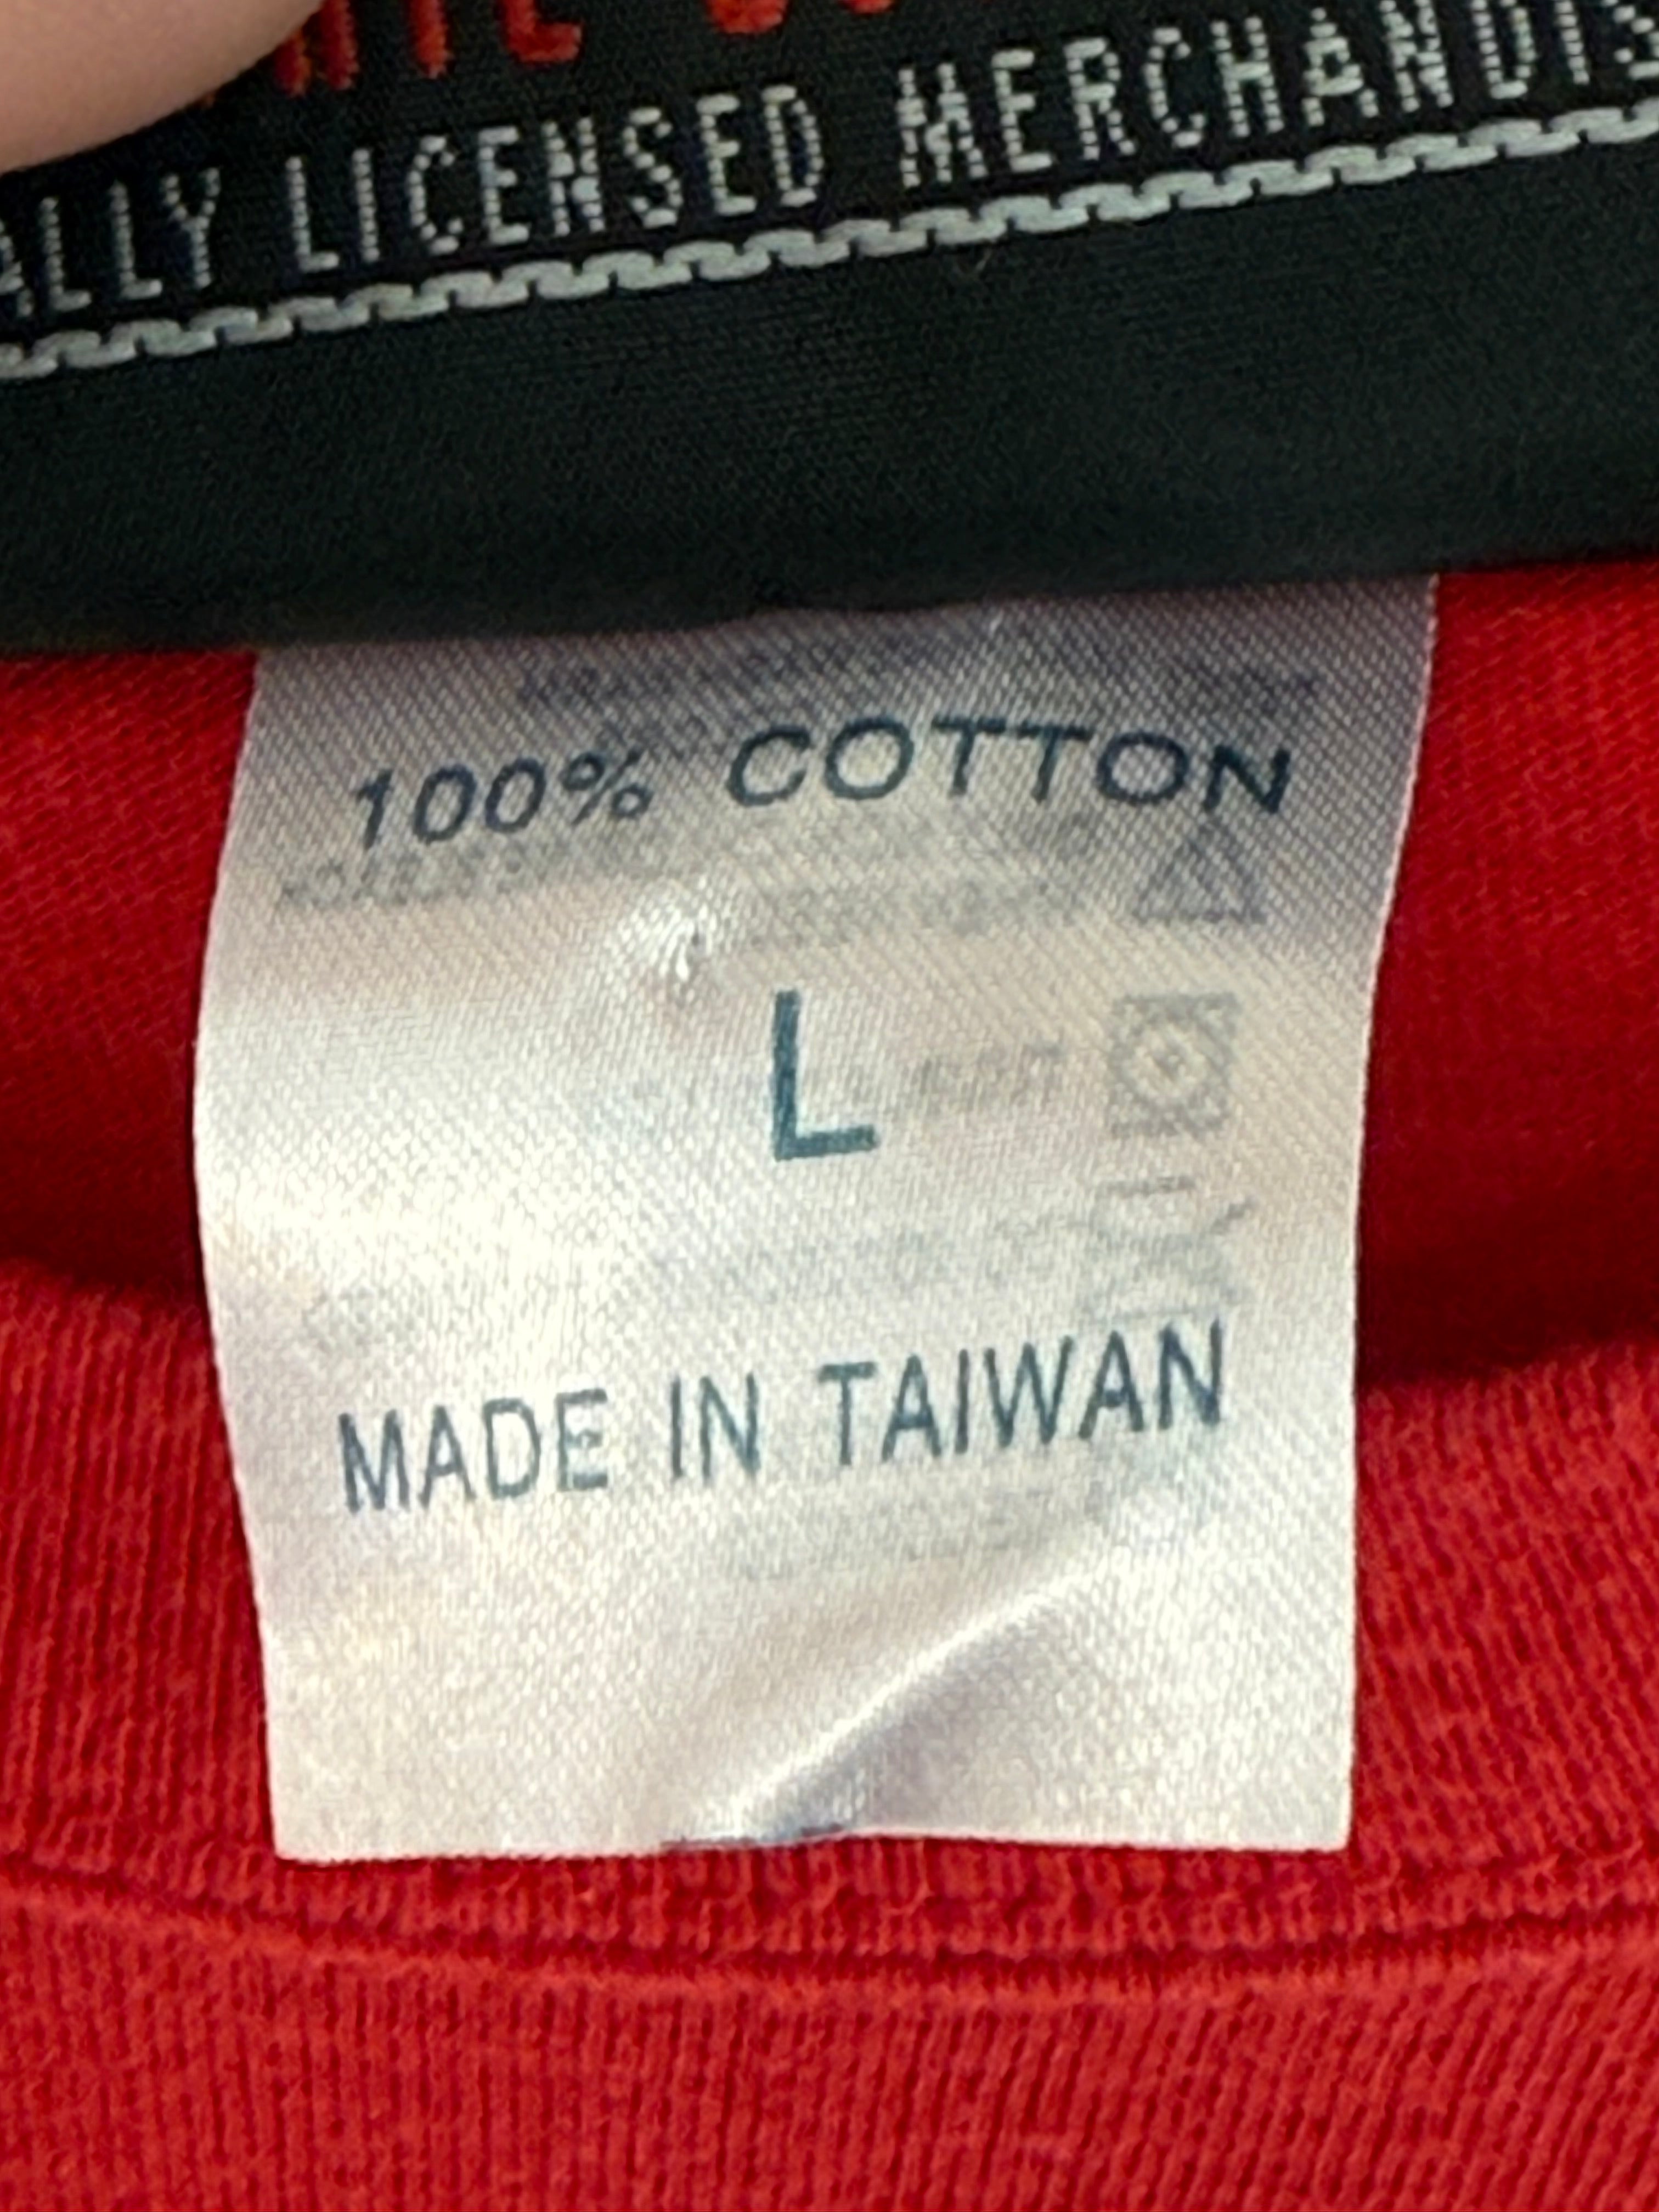 ALLY LICENSED MERCHANDIS
100% COTTON
L
MADE IN TAIWAN